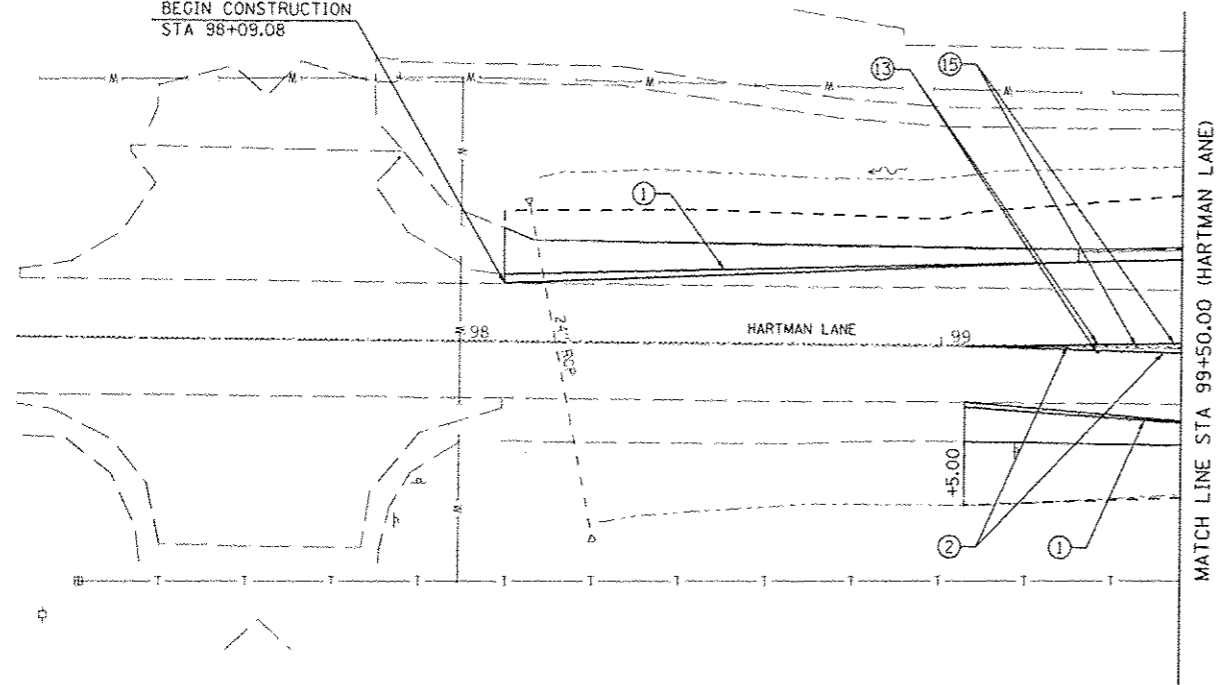 BEGIN CONSTRUCTION
STA 98+09.08
W W W W W W
13
15
1
W
98
W
24" RCP
HARTMAN LANE
99
MATCH LINE STA 99+50.00 (HARTMAN LANE)
+5.00
W
2
1
T T T T T T T T T T T T